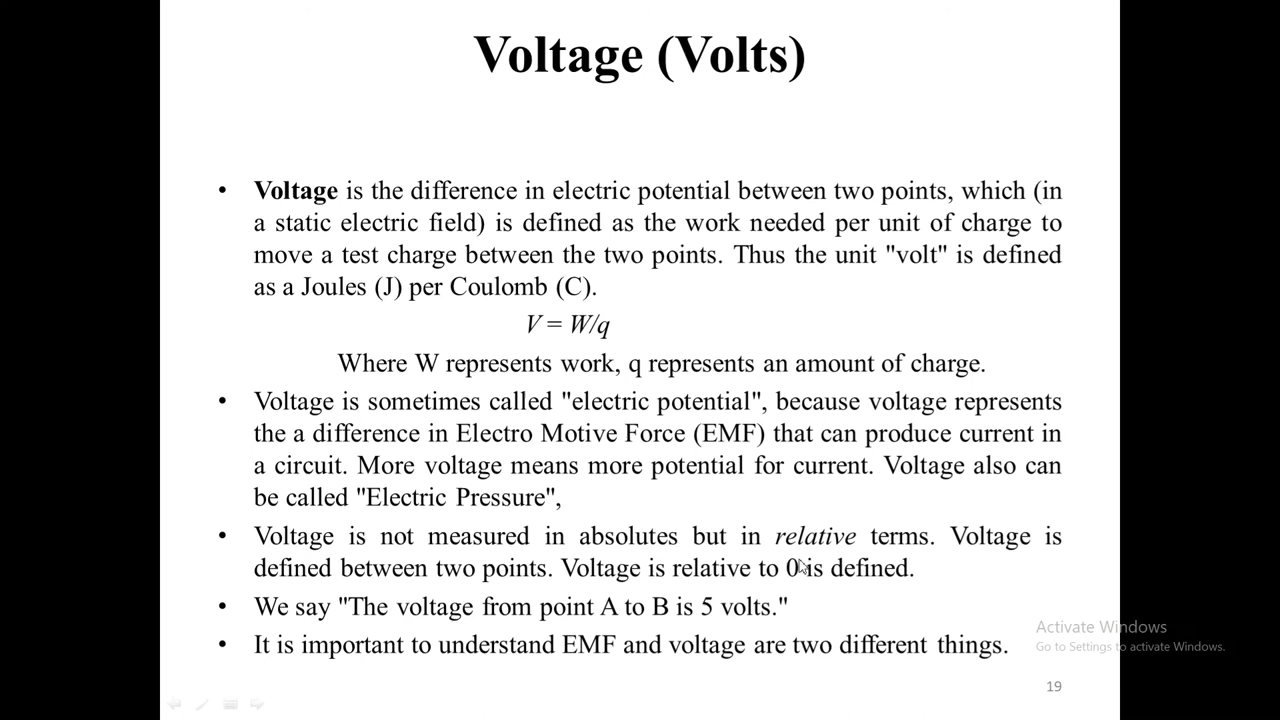 Voltage (Volts)
• Voltage is the difference in electric potential between two points, which (in
a static electric field) is defined as the work needed per unit of charge to
move a test charge between the two points. Thus the unit "volt" is defined
as a Joules (J) per Coulomb (C).
V = W/q
Where W represents work, q represents an amount of charge.
• Voltage is sometimes called "electric potential", because voltage represents
the a difference in Electro Motive Force (EMF) that can produce current in
a circuit. More voltage means more potential for current. Voltage also can
be called "Electric Pressure",
• Voltage is not measured in absolutes but in relative terms. Voltage is
defined between two points. Voltage is relative to 0 is defined.
• We say "The voltage from point A to B is 5 volts."
• It is important to understand EMF and voltage are two different things.
Activate Windows
Go to Settings to activate Windows.
19